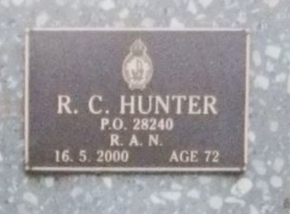 R. C. HUNTER
P.O. 28240
R. A. N.
16. 5. 2000 AGE 72